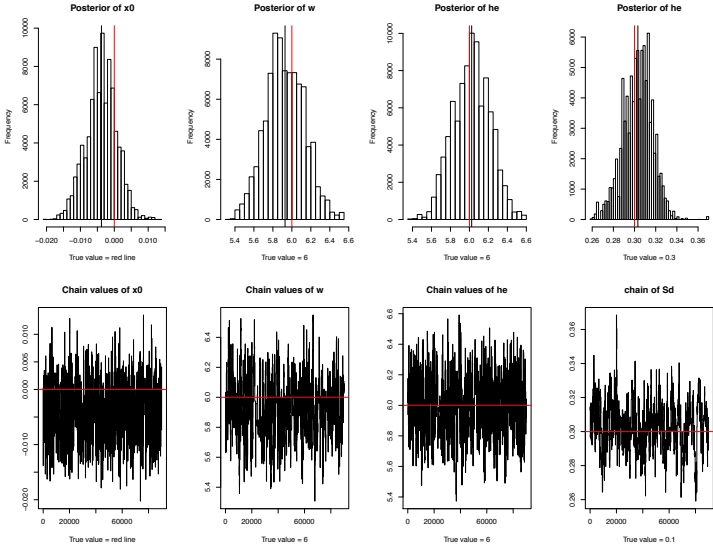 Posterior of x0
Posterior of w
Posterior of he
Posterior of he
Frequency
0 2000 4000 6000 8000 10000
−0.020 −0.010 0.000 0.010
True value = red line
Frequency
0 2000 4000 6000 8000
5.4 5.6 5.8 6.0 6.2 6.4 6.6
True value = 6
Frequency
0 2000 4000 6000 8000 10000
5.4 5.6 5.8 6.0 6.2 6.4 6.6
True value = 6
Frequency
0 1000 2000 3000 4000 5000 6000
0.26 0.28 0.30 0.32 0.34 0.36
True value = 0.3
Chain values of x0
Chain values of w
Chain values of he
chain of Sd
−0.020 −0.010 0.000 0.005 0.010
0 20000 60000
True value = red line
5.4 5.6 5.8 6.0 6.2 6.4
0 20000 60000
True value = 6
5.4 5.6 5.8 6.0 6.2 6.4 6.6
0 20000 60000
True value = 6
0.26 0.28 0.30 0.32 0.34 0.36
0 20000 60000
True value = 0.1